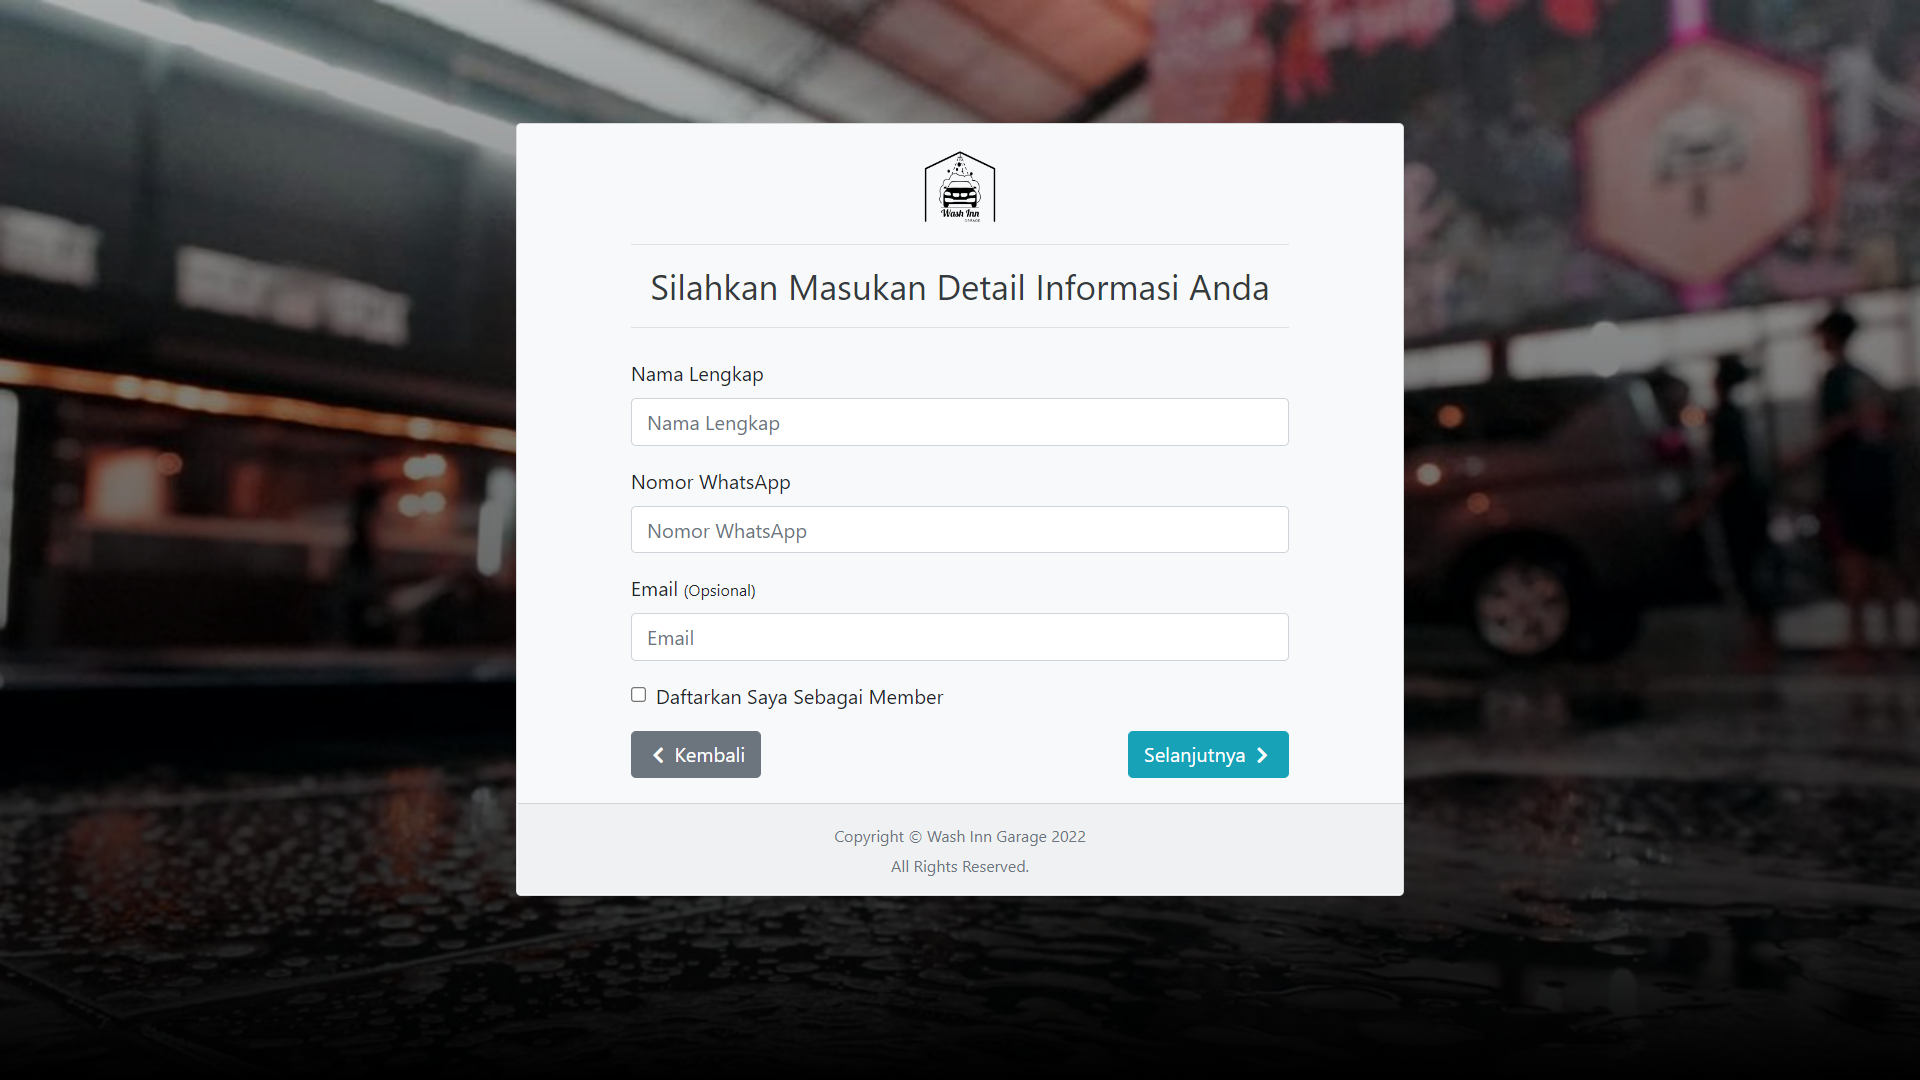 Wash Inn
GARAGE
Silahkan Masukan Detail Informasi Anda
Nama Lengkap
Nama Lengkap
Nomor WhatsApp
Nomor WhatsApp
Email (Opsional)
Email
Daftarkan Saya Sebagai Member
Kembali
Selanjutnya
Copyright © Wash Inn Garage 2022
All Rights Reserved.